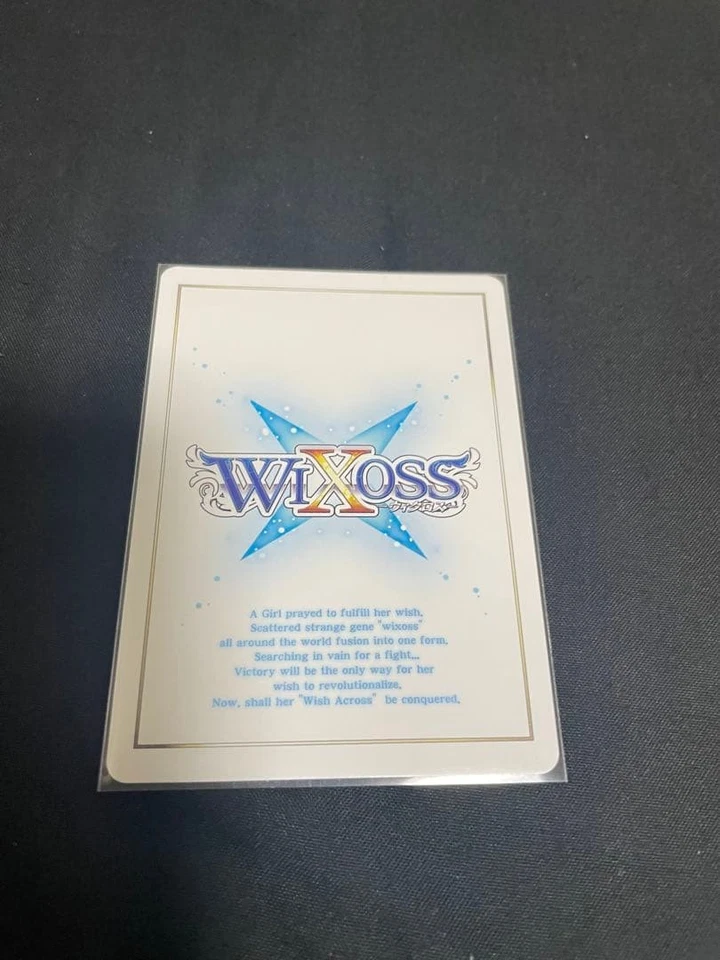 WIXOSS
ウィクロス
A Girl prayed to fulfill her wish,
Scattered strange gene "wixoss"
all around the world fusion into one form.
Searching in vain for a fight...
Victory will be the only way for her
wish to revolutionalize.
Now, shall her "Wish Across" be conquered.